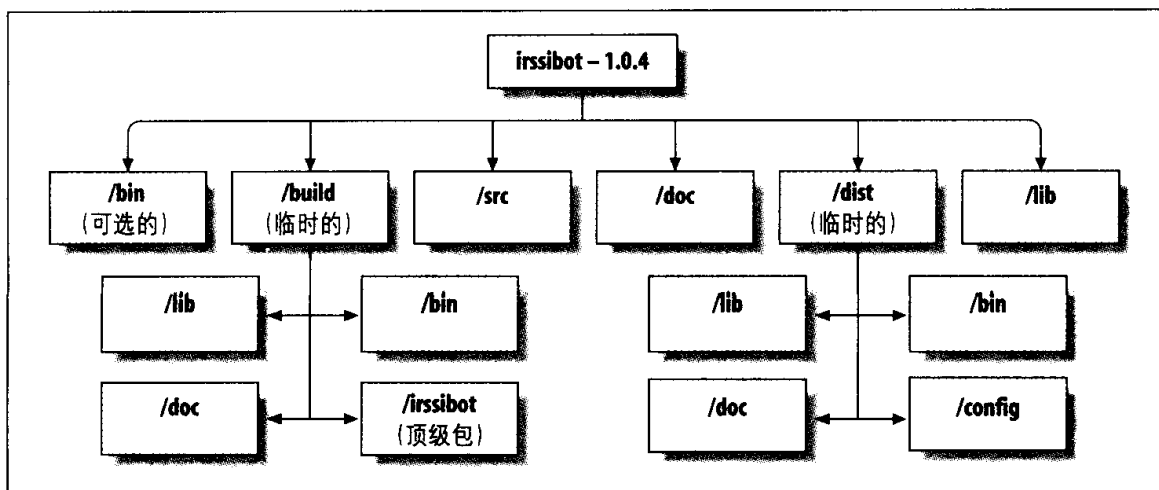 irssibot – 1.0.4
/bin
(可选的)
/build
(临时的)
/src
/doc
/dist
(临时的)
/lib
/lib
/bin
/lib
/bin
/doc
/irssibot
(顶级包)
/doc
/config